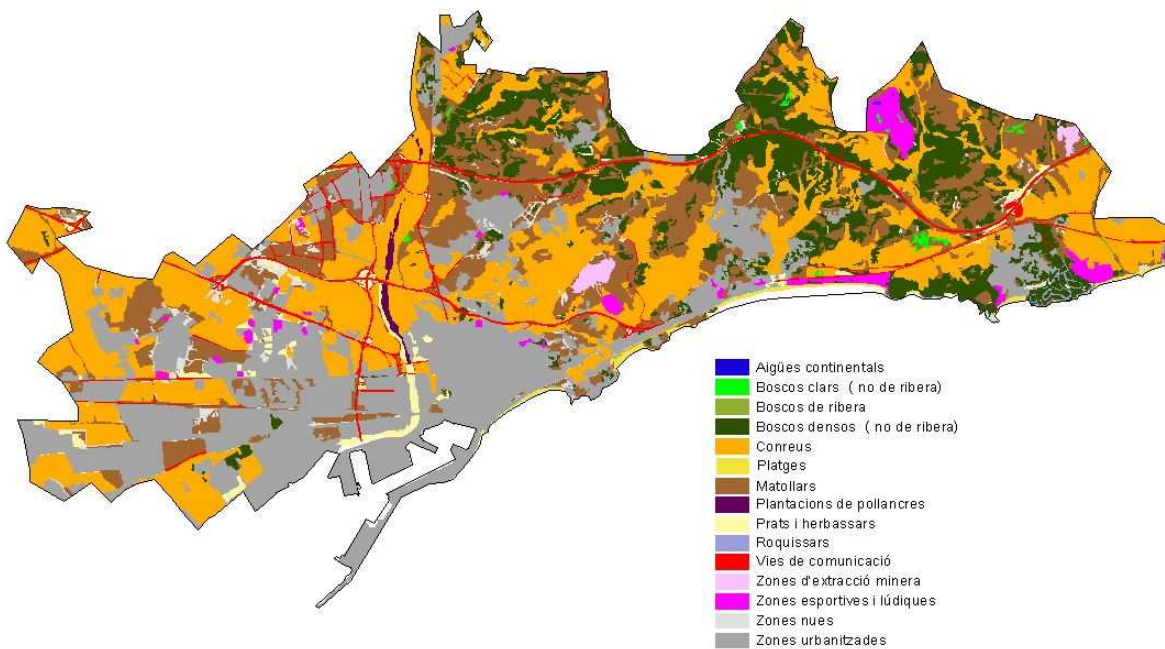 Aigües continentals
Boscos clars ( no de ribera)
Boscos de ribera
Boscos densos ( no de ribera)
Conreus
Platges
Matollars
Plantacions de pollancres
Prats i herbassars
Roquissars
Vies de comunicació
Zones d'extracció minera
Zones esportives i lúdiques
Zones nues
Zones urbanitzades